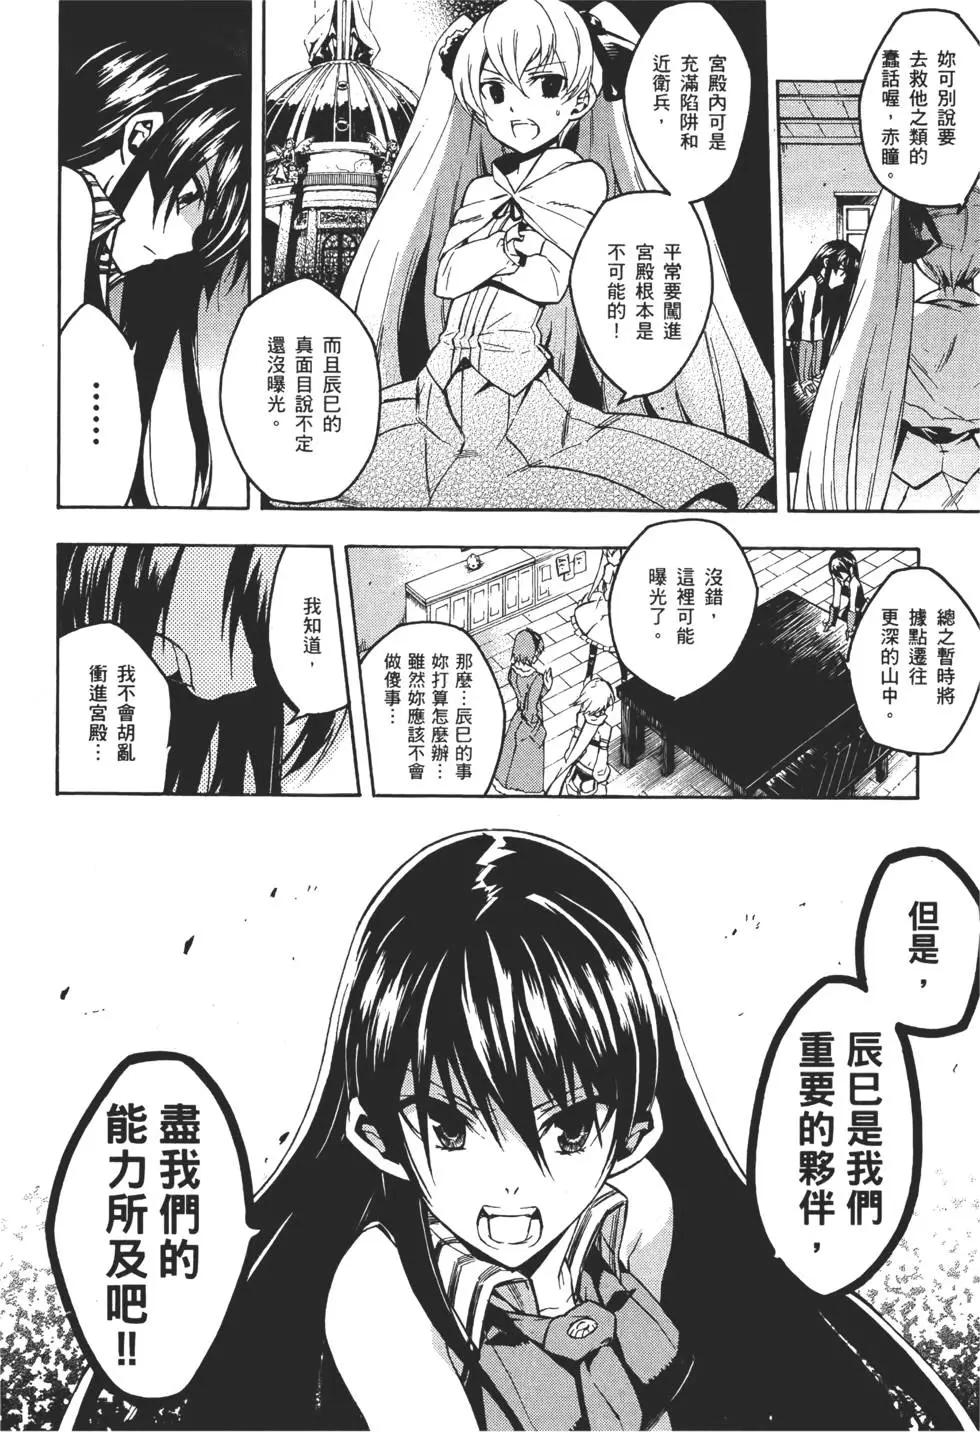 妳可別說要
去救他之類的
蠢話喔，赤瞳。
宮殿內可是
充滿陷阱和
近衛兵，
平常要闖進
宮殿根本是
不可能的！
而且辰巳的
真面目說不定
還沒曝光。
……
總之暫時將
據點遷往
更深的山中。
沒錯，
這裡可能
曝光了。
那麼…辰巳的事
妳打算怎麼辦…
雖然妳應該不會
做傻事…
我知道，
我不會胡亂
衝進宮殿…
但是，
辰巳是我們
重要的夥伴，
盡我們的
能力所及吧!!